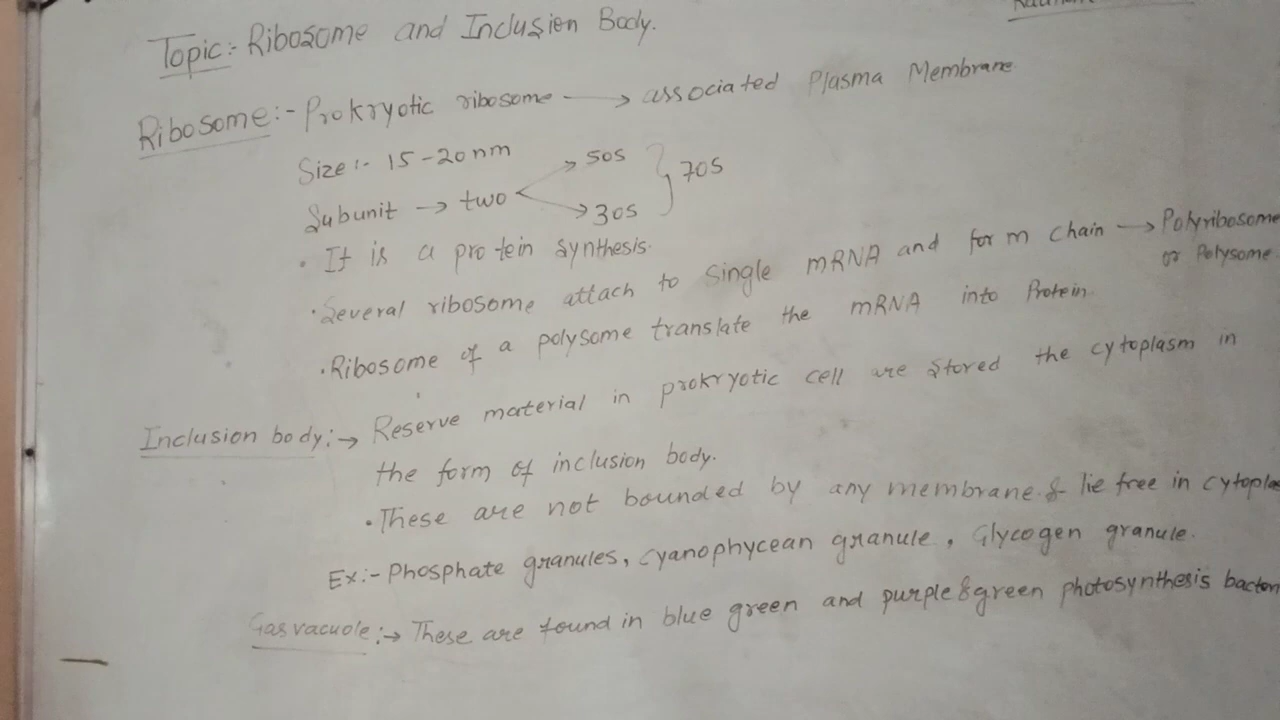 Topic:- Ribosome and Inclusion Body.
Ribosome:- Prokryotic ribosome → associated Plasma Membrane
Size:- 15-20nm
Subunit → two → 50S → 30S } 70S
• It is a protein synthesis.
• Several ribosome attach to single mRNA and form chain → Polyribosome
or Polysome
• Ribosome of a polysome translate the mRNA into Protein.
Inclusion body:→ Reserve material in prokryotic cell are stored the cytoplasm in
the form of inclusion body.
• These are not bounded by any membrane & lie free in cytopla
Ex:- Phosphate granules, Cyanophycean granule, Glycogen granule.
Gas vacuole:→ These are found in blue green and purple & green photosynthesis bacter